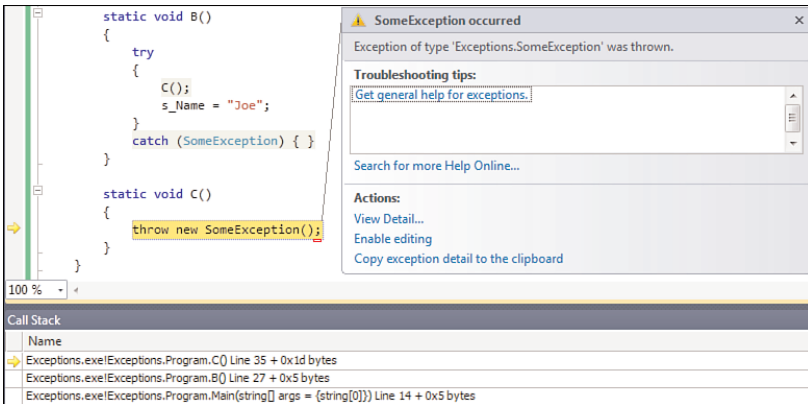 static void B()
{
try
{
C();
s_Name = "Joe";
}
catch (SomeException) { }
}
static void C()
{
throw new SomeException();
}
}
100 %
SomeException occurred
Exception of type 'Exceptions.SomeException' was thrown.
Troubleshooting tips:
Get general help for exceptions.
Search for more Help Online...
Actions:
View Detail...
Enable editing
Copy exception detail to the clipboard
Call Stack
Name
Exceptions.exe!Exceptions.Program.C() Line 35 + 0x1d bytes
Exceptions.exe!Exceptions.Program.B() Line 27 + 0x5 bytes
Exceptions.exe!Exceptions.Program.Main(string[] args = {string[0]}) Line 14 + 0x5 bytes